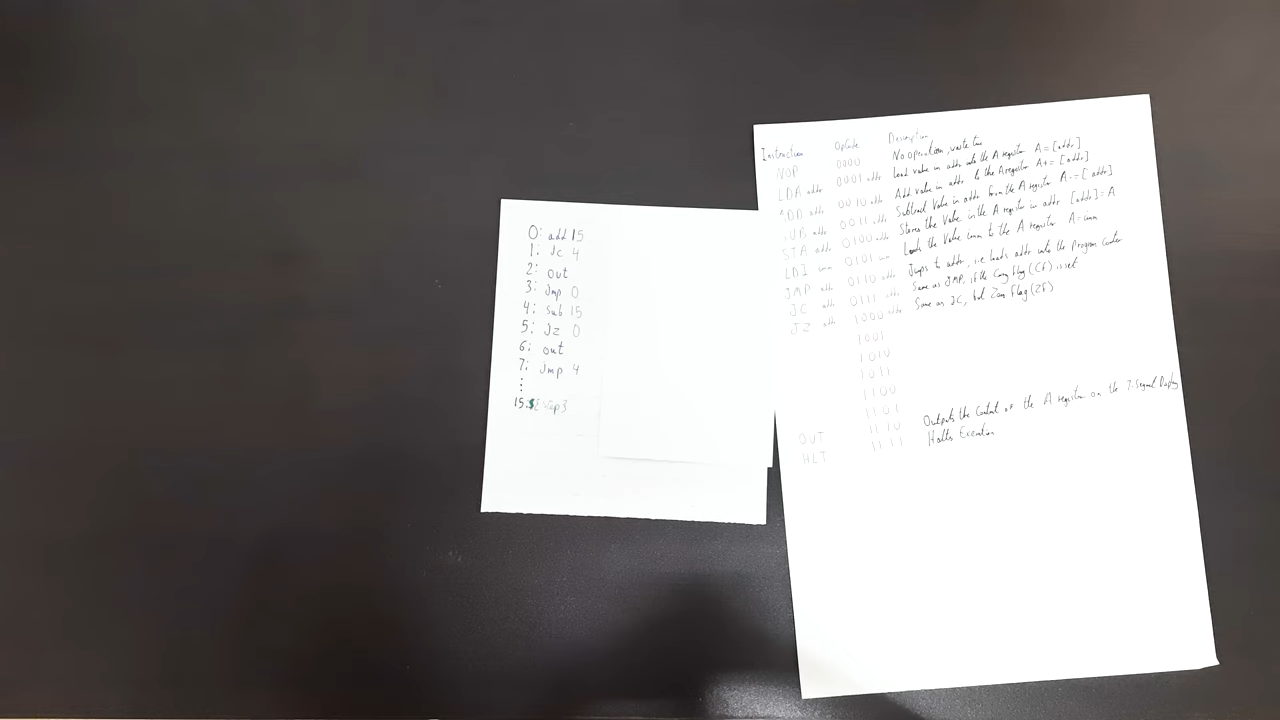 0: add 15
1: Jc 4
2: out
3: Jmp 0
4: sub 15
5: Jz 0
6: out
7: Jmp 4
⋮
15:
Instruction OpCode Description
NOP 0000 No operation, waste time
LDA addr 0001 addr Load value in addr into the A register A = [addr]
ADD addr 0010 addr Add value in addr to the A register A += [addr]
SUB addr 0011 addr Subtract Value in addr from the A register A -= [addr]
STA addr 0100 addr Stores the Value in the A register in addr [addr] = A
LDI imm 0101 imm Loads the Value imm to the A register A = imm
JMP addr 0110 addr Jumps to addr, i.e loads addr into the Program Counter
JC addr 0111 addr Same as JMP, if the Carry flag (CF) is set
JZ addr 1000 addr Same as JC, but Zero Flag (ZF)
1001
1010
1011
1100
1101
OUT 1110 Outputs the Content of the A register on the 7-Segment Display
HLT 1111 Halts Execution